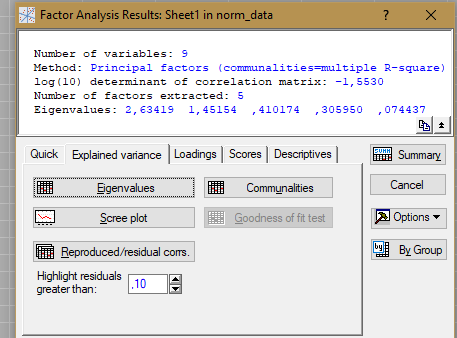 Factor Analysis Results: Sheet1 in norm_data ? ×
Number of variables: 9
Method: Principal factors (communalities=multiple R-square)
log(10) determinant of correlation matrix: -1,5530
Number of factors extracted: 5
Eigenvalues: 2,63419 1,45154 ,410174 ,305950 ,074437
Quick Explained variance Loadings Scores Descriptives
Summary
Eigenvalues Communalities
Cancel
Scree plot Goodness of fit test
Options
Reproduced/residual corrs.
By Group
Highlight residuals
greater than: ,10